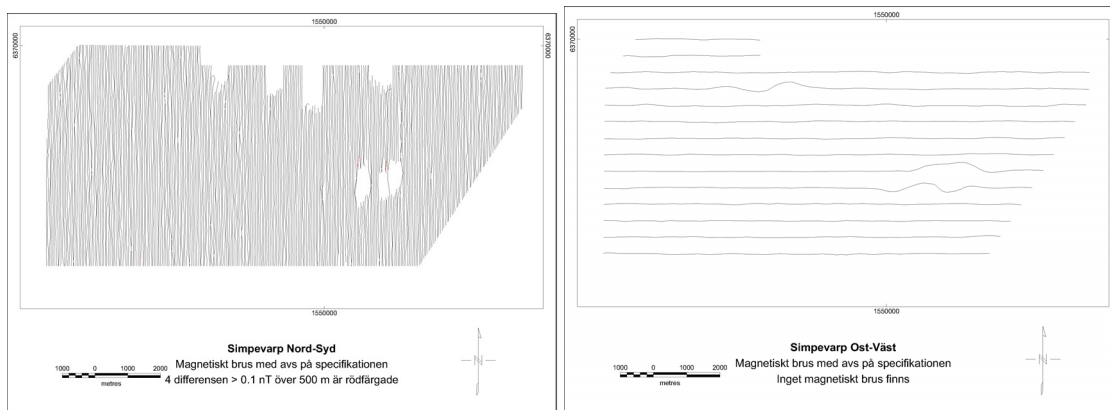 1550000
6370000
6370000
1550000
Simpevarp Nord-Syd
Magnetiskt brus med avs på specifikationen
4 differensen > 0.1 nT över 500 m är rödfärgade
1000 0 1000 2000
metres
N
1550000
6370000
6370000
1550000
Simpevarp Ost-Väst
Magnetiskt brus med avs på specifikationen
Inget magnetiskt brus finns
1000 0 1000 2000
metres
N